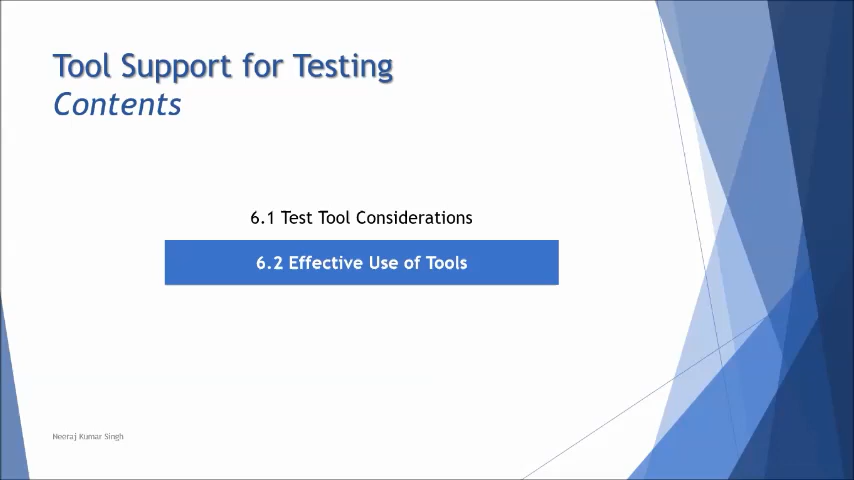 Tool Support for Testing
Contents
6.1 Test Tool Considerations
6.2 Effective Use of Tools
Neeraj Kumar Singh